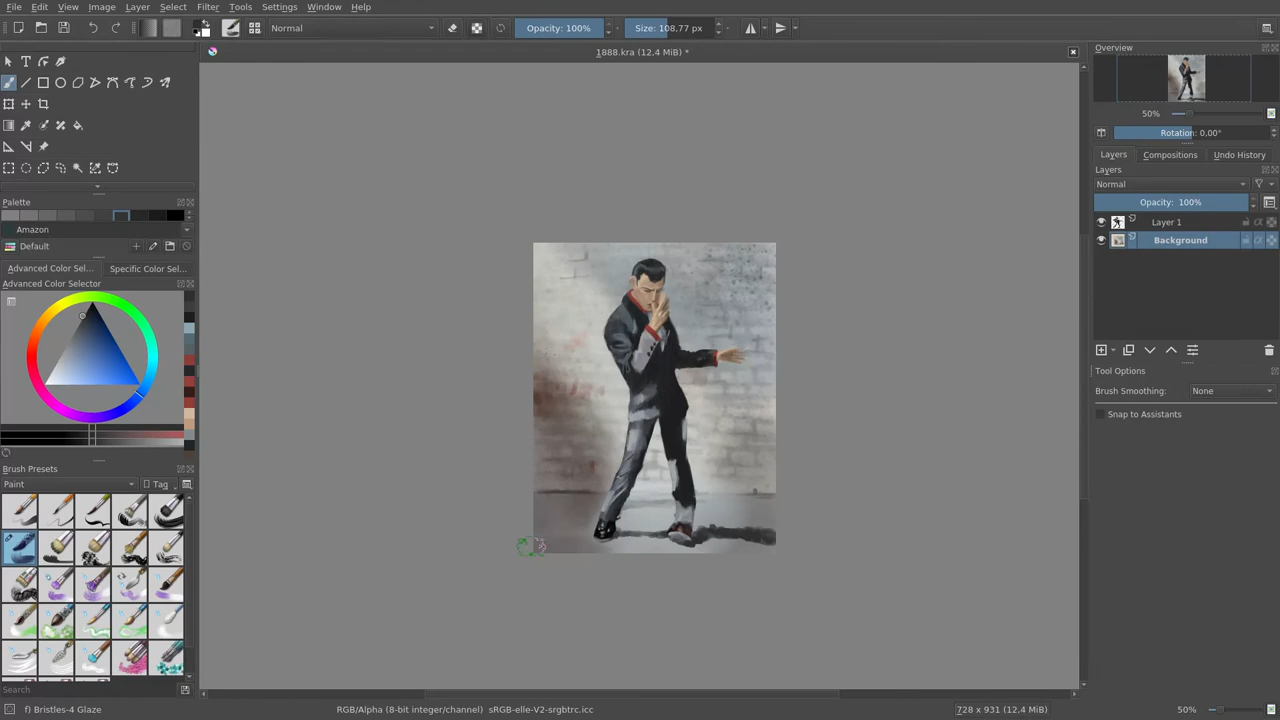 File Edit View Image Layer Select Filter Tools Settings Window Help
Normal Opacity: 100% Size: 108.77 px
1888.kra (12,4 MiB) *
Overview
50%
Rotation: 0,00°
Layers Compositions Undo History
Layers
Normal
Opacity: 100%
Layer 1
Background
Tool Options
Brush Smoothing: None
Snap to Assistants
Palette
Amazon
Default
Advanced Color Sel... Specific Color Sel...
Advanced Color Selector
Brush Presets
Paint Tag
Search
f) Bristles-4 Glaze RGB/Alpha (8-bit integer/channel) sRGB-elle-V2-srgbtrc.icc 728 x 931 (12,4 MiB) 50%